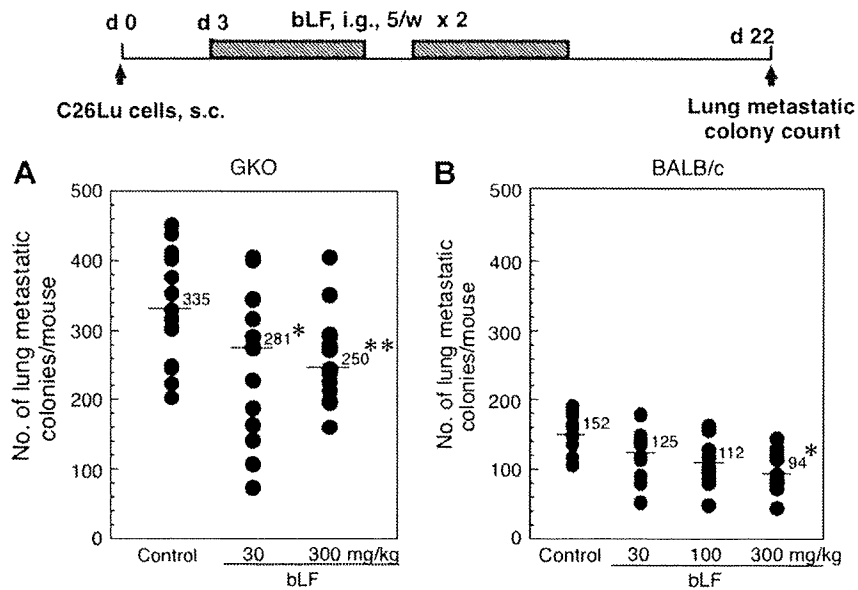 d 0 d 3 bLF, i.g., 5/w x 2 d 22
C26Lu cells, s.c.
Lung metastatic
colony count
A GKO
No. of lung metastatic
colonies/mouse
500
400
300
200
100
0
335
281 *
250 **
Control 30 300 mg/kg
bLF
B BALB/c
No. of lung metastatic
colonies/mouse
500
400
300
200
100
0
152
125
112
94 *
Control 30 100 300 mg/kg
bLF